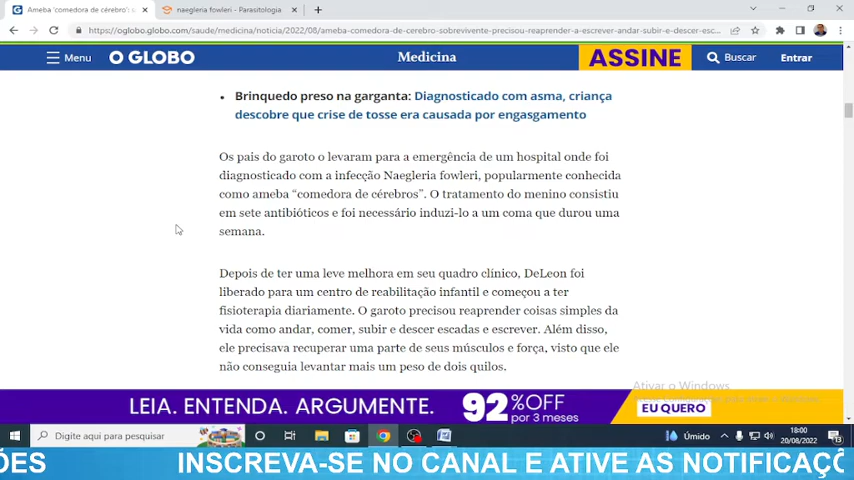 Ameba 'comedora de cérebro': s
naegleria fowleri - Parasitologia
https://oglobo.globo.com/saude/medicina/noticia/2022/08/ameba-comedora-de-cerebro-sobrevivente-precisou-reaprender-a-escrever-andar-subir-e-descer-esc...
Menu O GLOBO Medicina ASSINE Buscar Entrar
• Brinquedo preso na garganta: Diagnosticado com asma, criança
descobre que crise de tosse era causada por engasgamento
Os pais do garoto o levaram para a emergência de um hospital onde foi
diagnosticado com a infecção Naegleria fowleri, popularmente conhecida
como ameba “comedora de cérebros”. O tratamento do menino consistiu
em sete antibióticos e foi necessário induzi-lo a um coma que durou uma
semana.
Depois de ter uma leve melhora em seu quadro clínico, DeLeon foi
liberado para um centro de reabilitação infantil e começou a ter
fisioterapia diariamente. O garoto precisou reaprender coisas simples da
vida como andar, comer, subir e descer escadas e escrever. Além disso,
ele precisava recuperar uma parte de seus músculos e força, visto que ele
não conseguia levantar mais um peso de dois quilos.
Ativar o Windows
LEIA. ENTENDA. ARGUMENTE. 92%OFF por 3 meses EU QUERO
Digite aqui para pesquisar
Úmido
18:00
20/08/2022
13
ÕES INSCREVA-SE NO CANAL E ATIVE AS NOTIFICAÇÕ